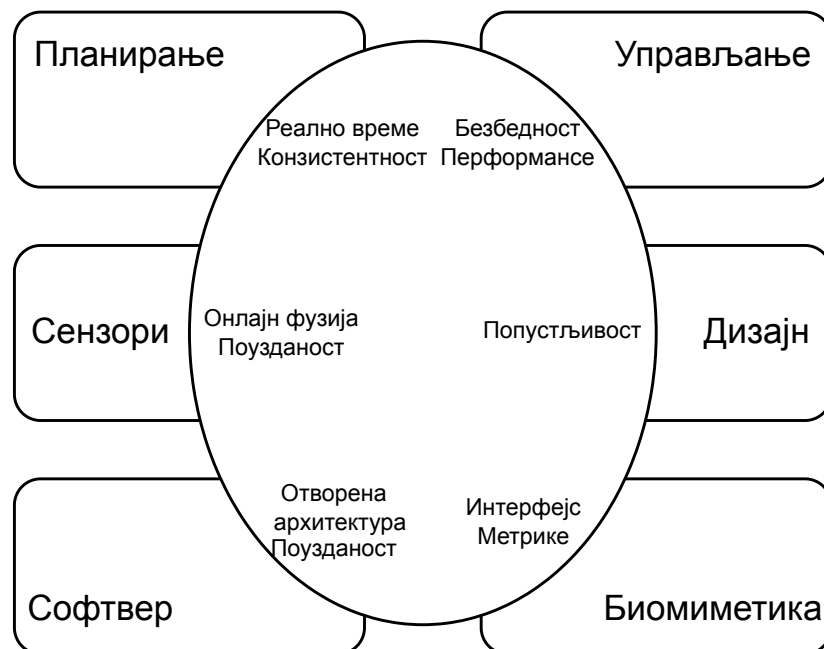 Планирање
Управљање
Реално време
Конзистентност
Безбедност
Перформансе
Сензори
Онлајн фузија
Поузданост
Попустљивост
Дизајн
Отворена
архитектура
Поузданост
Интерфејс
Метрике
Софтвер
Биомиметика